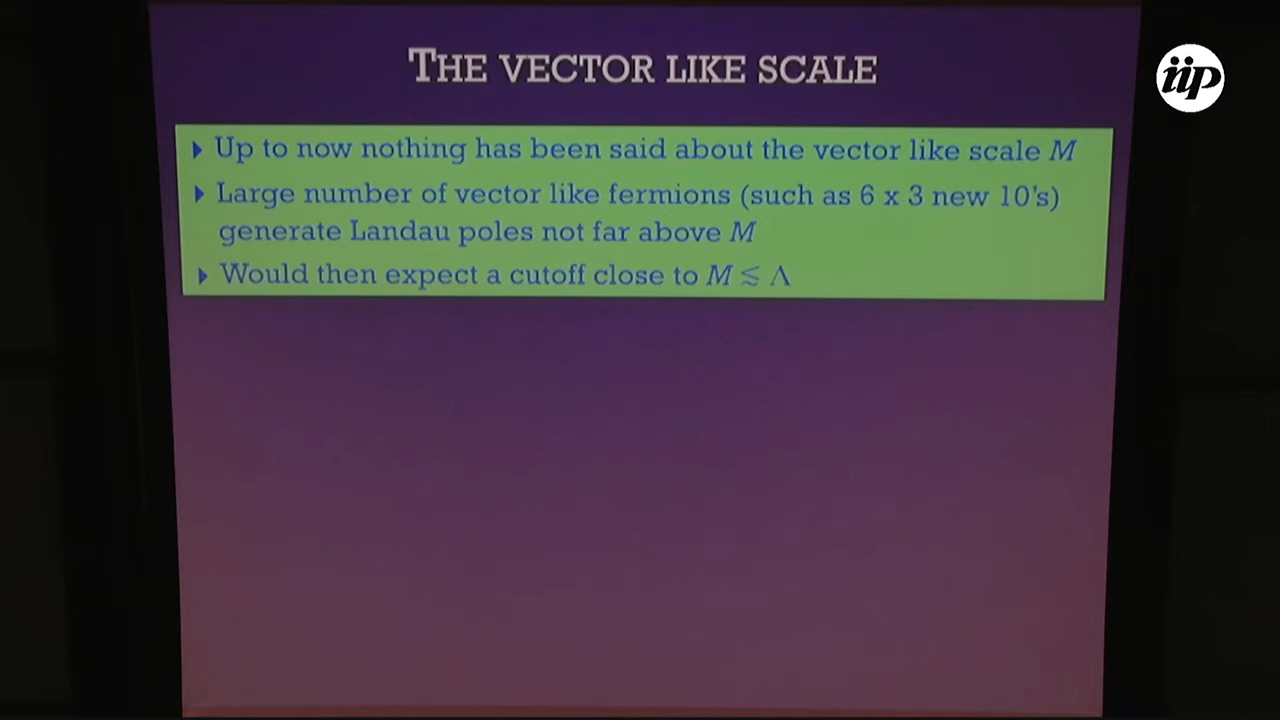 THE VECTOR LIKE SCALE
iip
Up to now nothing has been said about the vector like scale M
Large number of vector like fermions (such as 6 x 3 new 10's)
generate Landau poles not far above M
Would then expect a cutoff close to M ≲ Λ